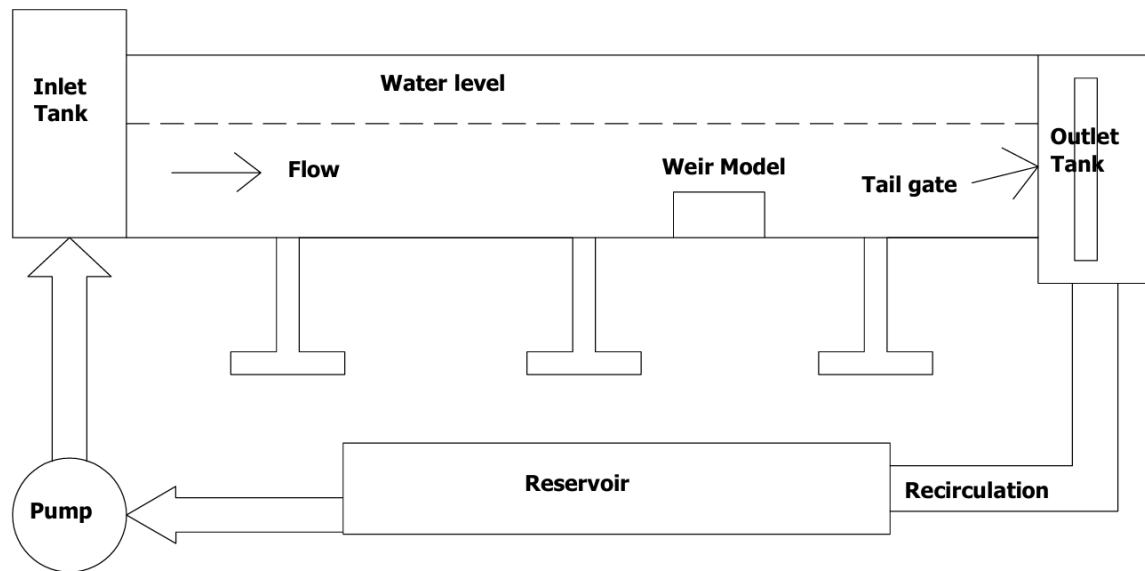 Inlet
Tank
Water level
Flow
Weir Model
Tail gate
Outlet
Tank
Pump
Reservoir
Recirculation